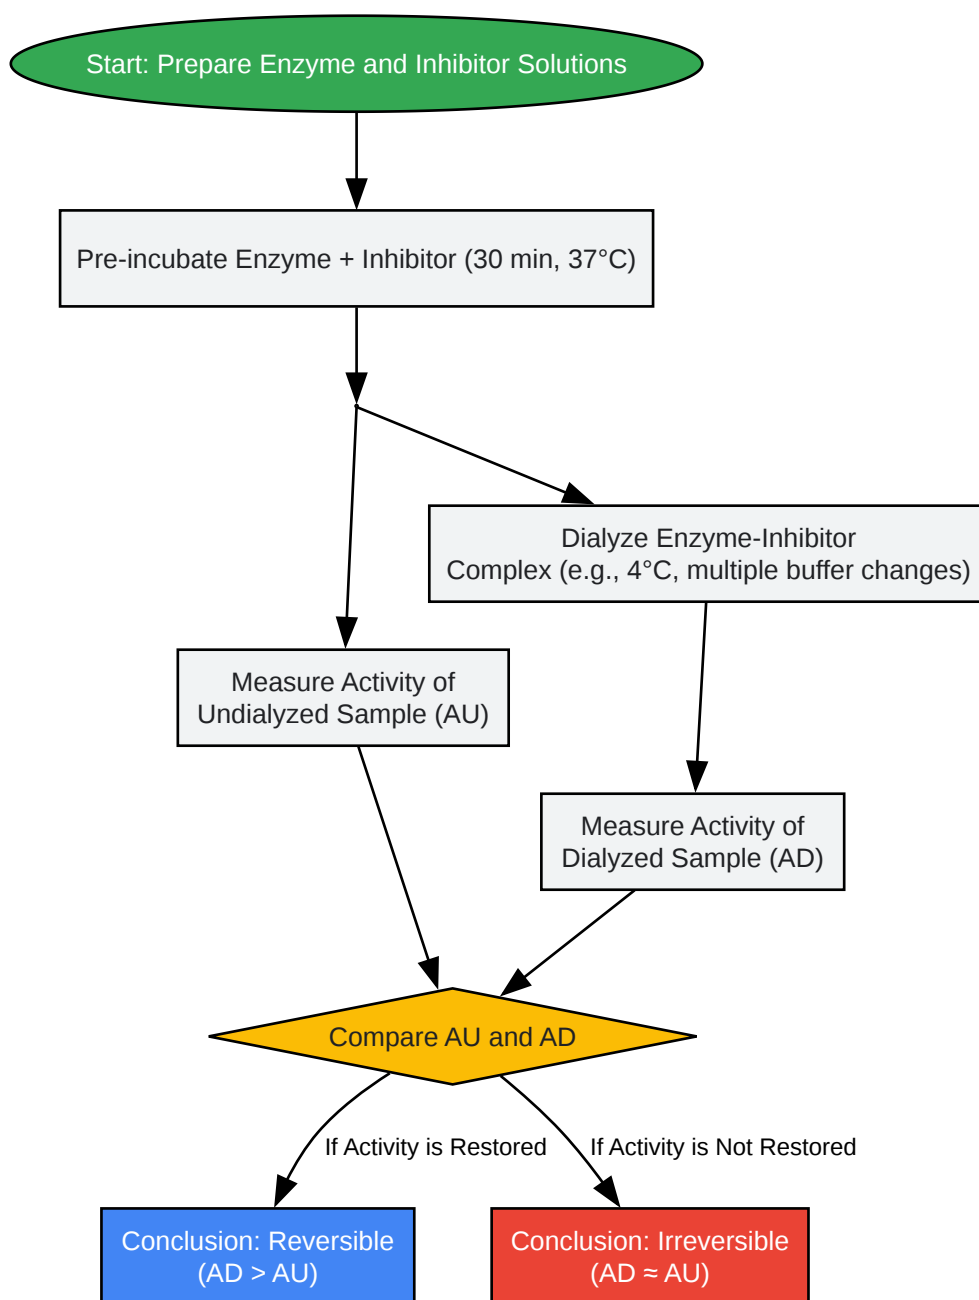 Start: Prepare Enzyme and Inhibitor Solutions
Pre-incubate Enzyme + Inhibitor (30 min, 37°C)
Dialyze Enzyme-Inhibitor
Complex (e.g., 4°C, multiple buffer changes)
Measure Activity of
Undialyzed Sample (AU)
Measure Activity of
Dialyzed Sample (AD)
Compare AU and AD
If Activity is Restored
If Activity is Not Restored
Conclusion: Reversible
(AD > AU)
Conclusion: Irreversible
(AD ≈ AU)